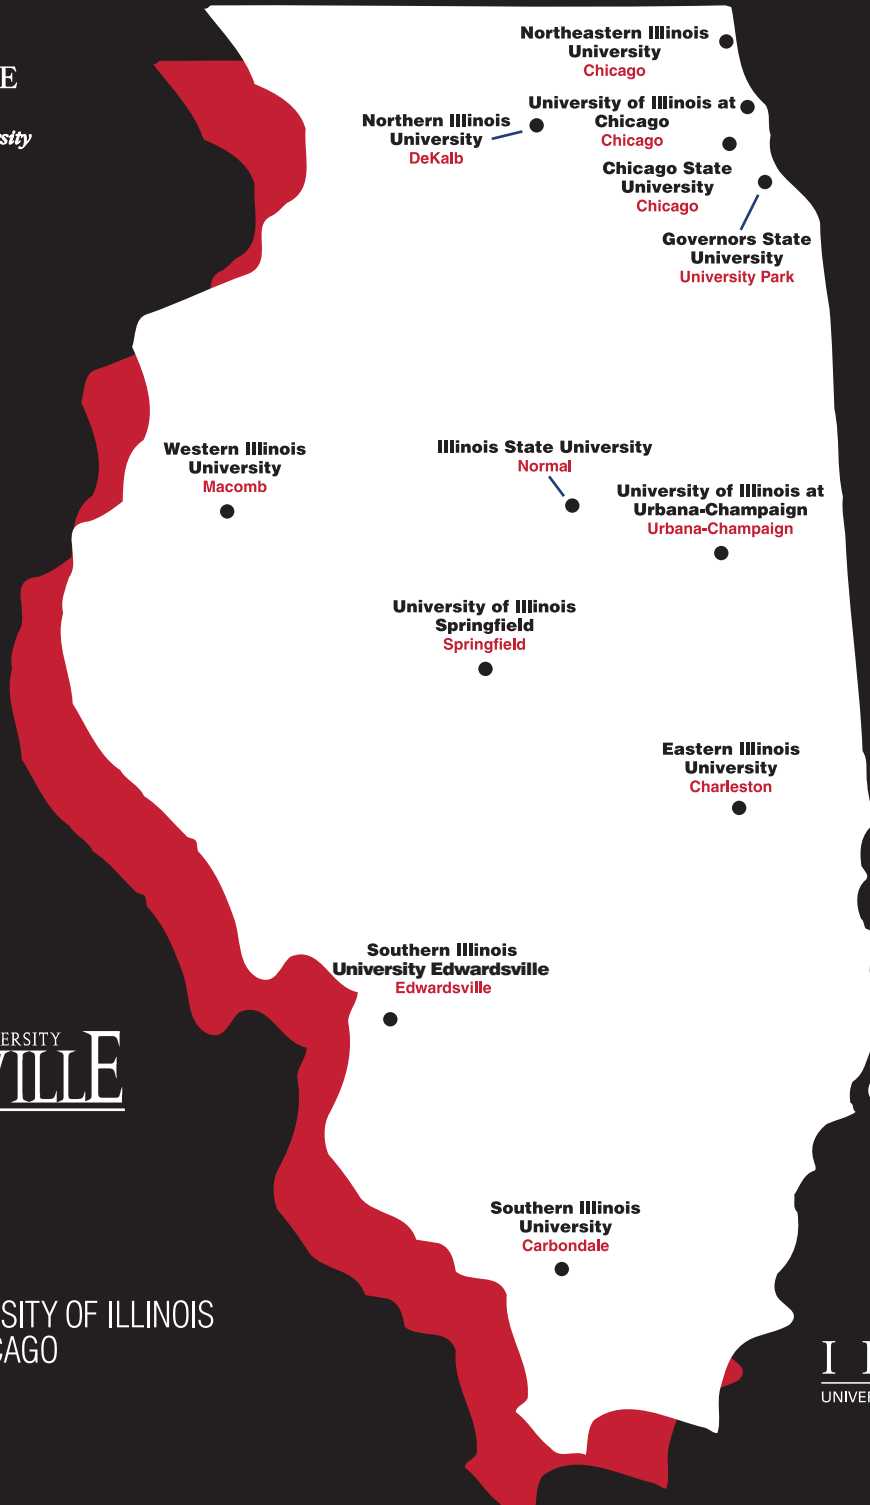 Northeastern Illinois
University
Chicago
E
University of Illinois at
Chicago
Chicago
Northern Illinois
University
DeKalb
sity
Chicago State
University
Chicago
Governors State
University
University Park
Western Illinois
University
Macomb
Illinois State University
Normal
University of Illinois at
Urbana-Champaign
Urbana-Champaign
University of Illinois
Springfield
Springfield
Eastern Illinois
University
Charleston
Southern Illinois
University Edwardsville
Edwardsville
ERSITY
VILLE
Southern Illinois
University
Carbondale
SITY OF ILLINOIS
CAGO
I
UNIVER